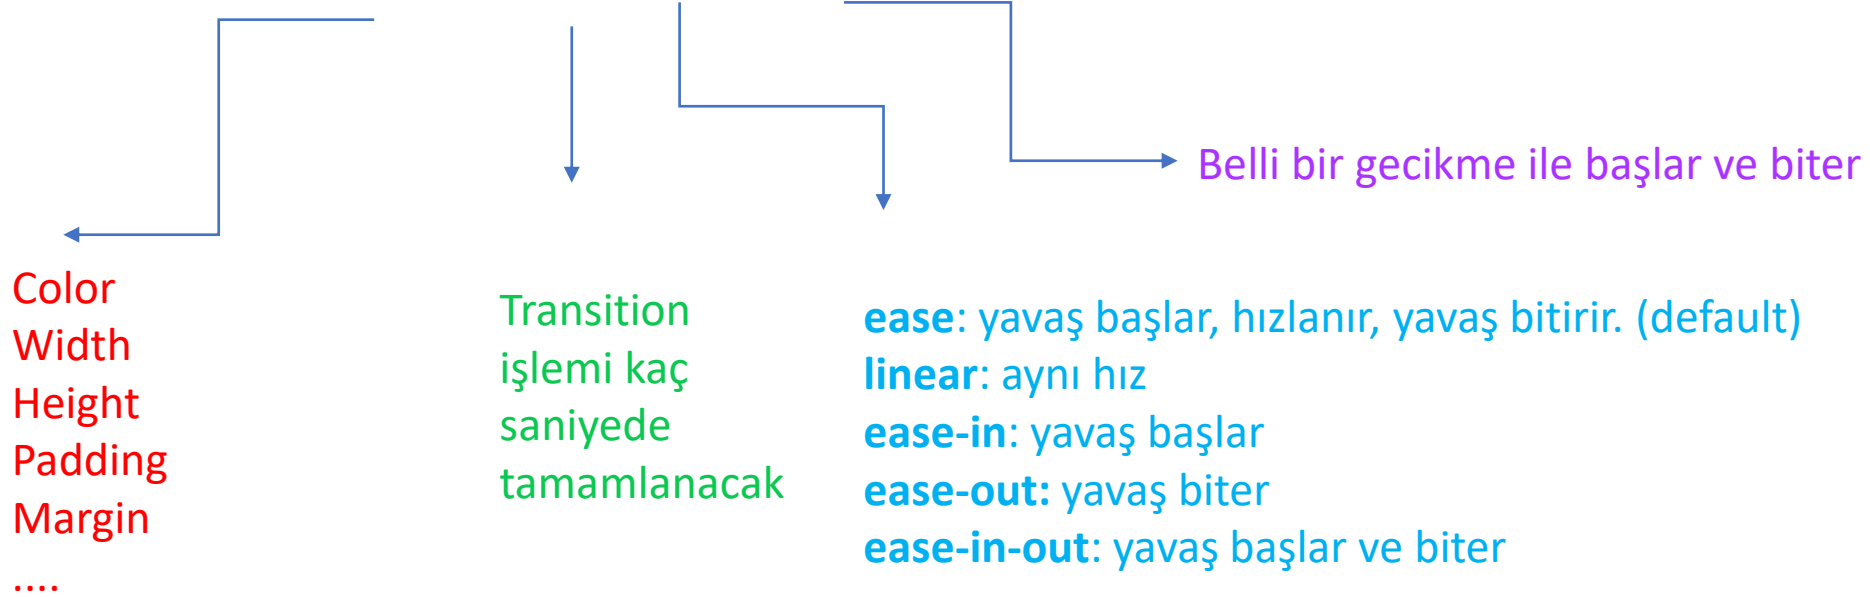 Belli bir gecikme ile başlar ve biter
Color
Width
Height
Padding
Margin
....
Transition
işlemi kaç
saniyede
tamamlanacak
ease: yavaş başlar, hızlanır, yavaş bitirir. (default)
linear: aynı hız
ease-in: yavaş başlar
ease-out: yavaş biter
ease-in-out: yavaş başlar ve biter